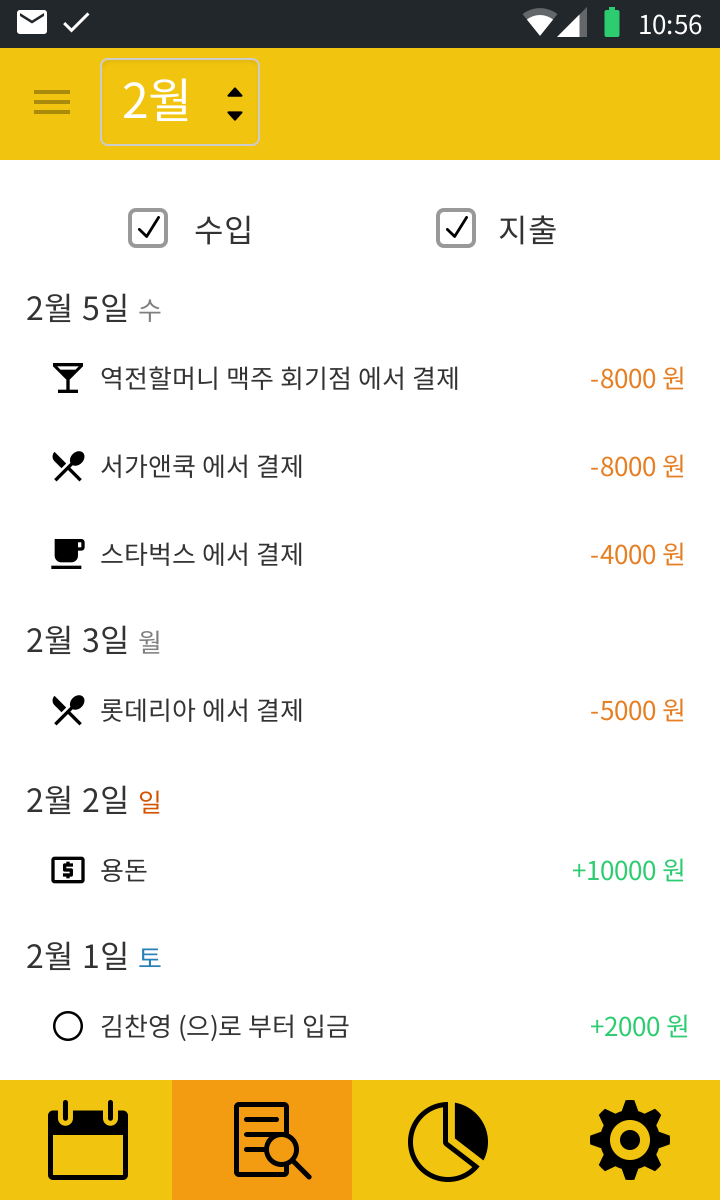 10:56
2월
수입 지출
2월 5일 수
역전할머니 맥주 회기점 에서 결제 -8000 원
서가앤쿡 에서 결제 -8000 원
스타벅스 에서 결제 -4000 원
2월 3일 월
롯데리아 에서 결제 -5000 원
2월 2일 일
용돈 +10000 원
2월 1일 토
김찬영 (으)로 부터 입금 +2000 원